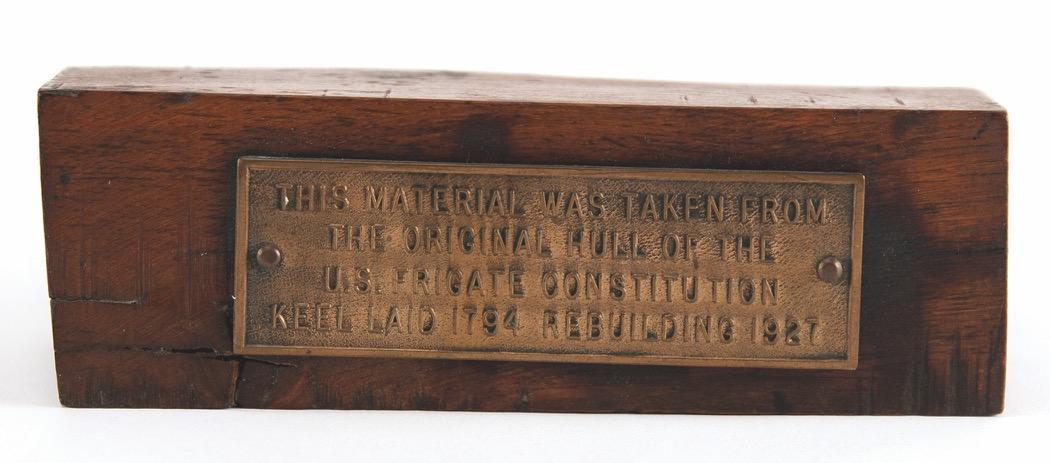 THIS MATERIAL WAS TAKEN FROM
THE ORIGINAL HULL OF THE
U.S. FRIGATE CONSTITUTION
KEEL LAID 1794 REBUILDING 1927